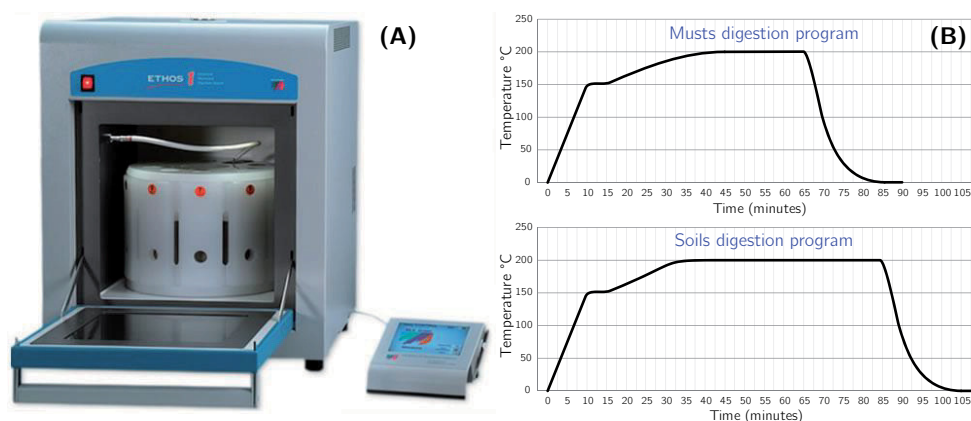 (A)
ETHOS 1
(B)
Musts digestion program
Temperature °C
250
200
150
100
50
0
0 5 10 15 20 25 30 35 40 45 50 55 60 65 70 75 80 85 90 95 100 105
Time (minutes)
Soils digestion program
Temperature °C
250
200
150
100
50
0
0 5 10 15 20 25 30 35 40 45 50 55 60 65 70 75 80 85 90 95 100 105
Time (minutes)